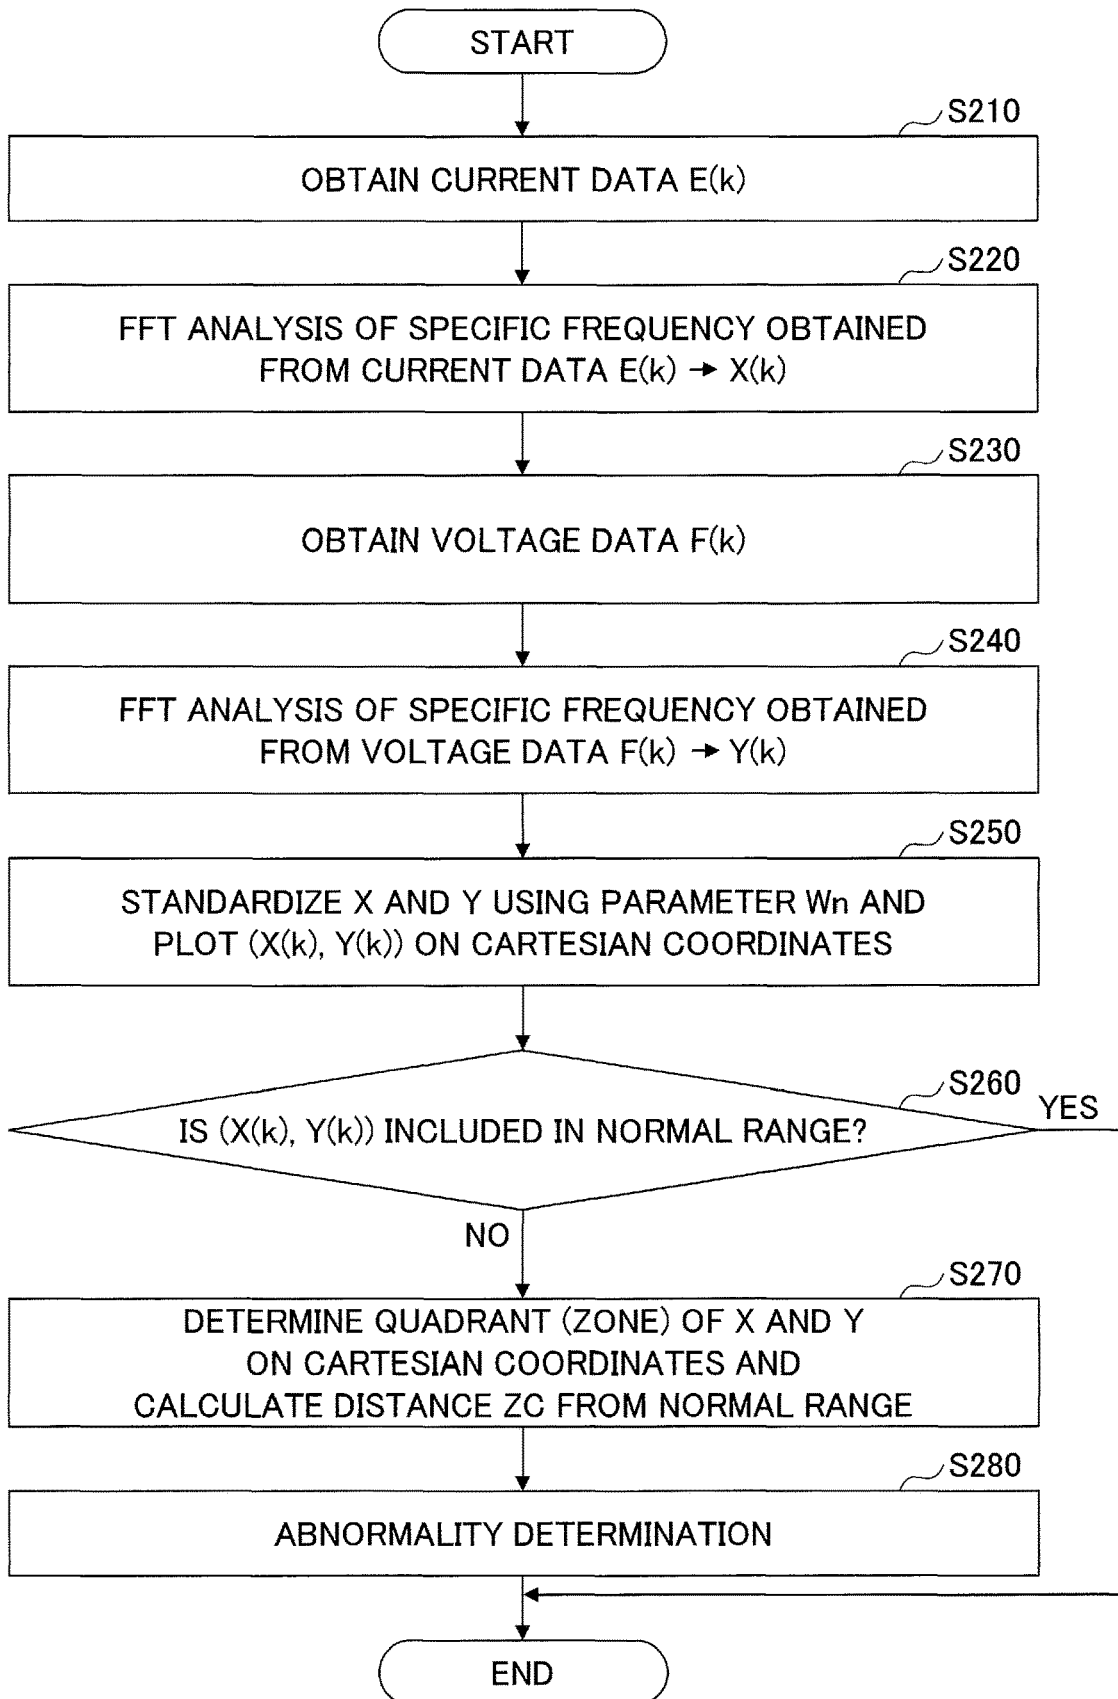 START
S210
OBTAIN CURRENT DATA E(k)
S220
FFT ANALYSIS OF SPECIFIC FREQUENCY OBTAINED
FROM CURRENT DATA E(k) → X(k)
S230
OBTAIN VOLTAGE DATA F(k)
S240
FFT ANALYSIS OF SPECIFIC FREQUENCY OBTAINED
FROM VOLTAGE DATA F(k) → Y(k)
S250
STANDARDIZE X AND Y USING PARAMETER Wn AND
PLOT (X(k), Y(k)) ON CARTESIAN COORDINATES
S260
YES
IS (X(k), Y(k)) INCLUDED IN NORMAL RANGE?
NO
S270
DETERMINE QUADRANT (ZONE) OF X AND Y
ON CARTESIAN COORDINATES AND
CALCULATE DISTANCE ZC FROM NORMAL RANGE
S280
ABNORMALITY DETERMINATION
END